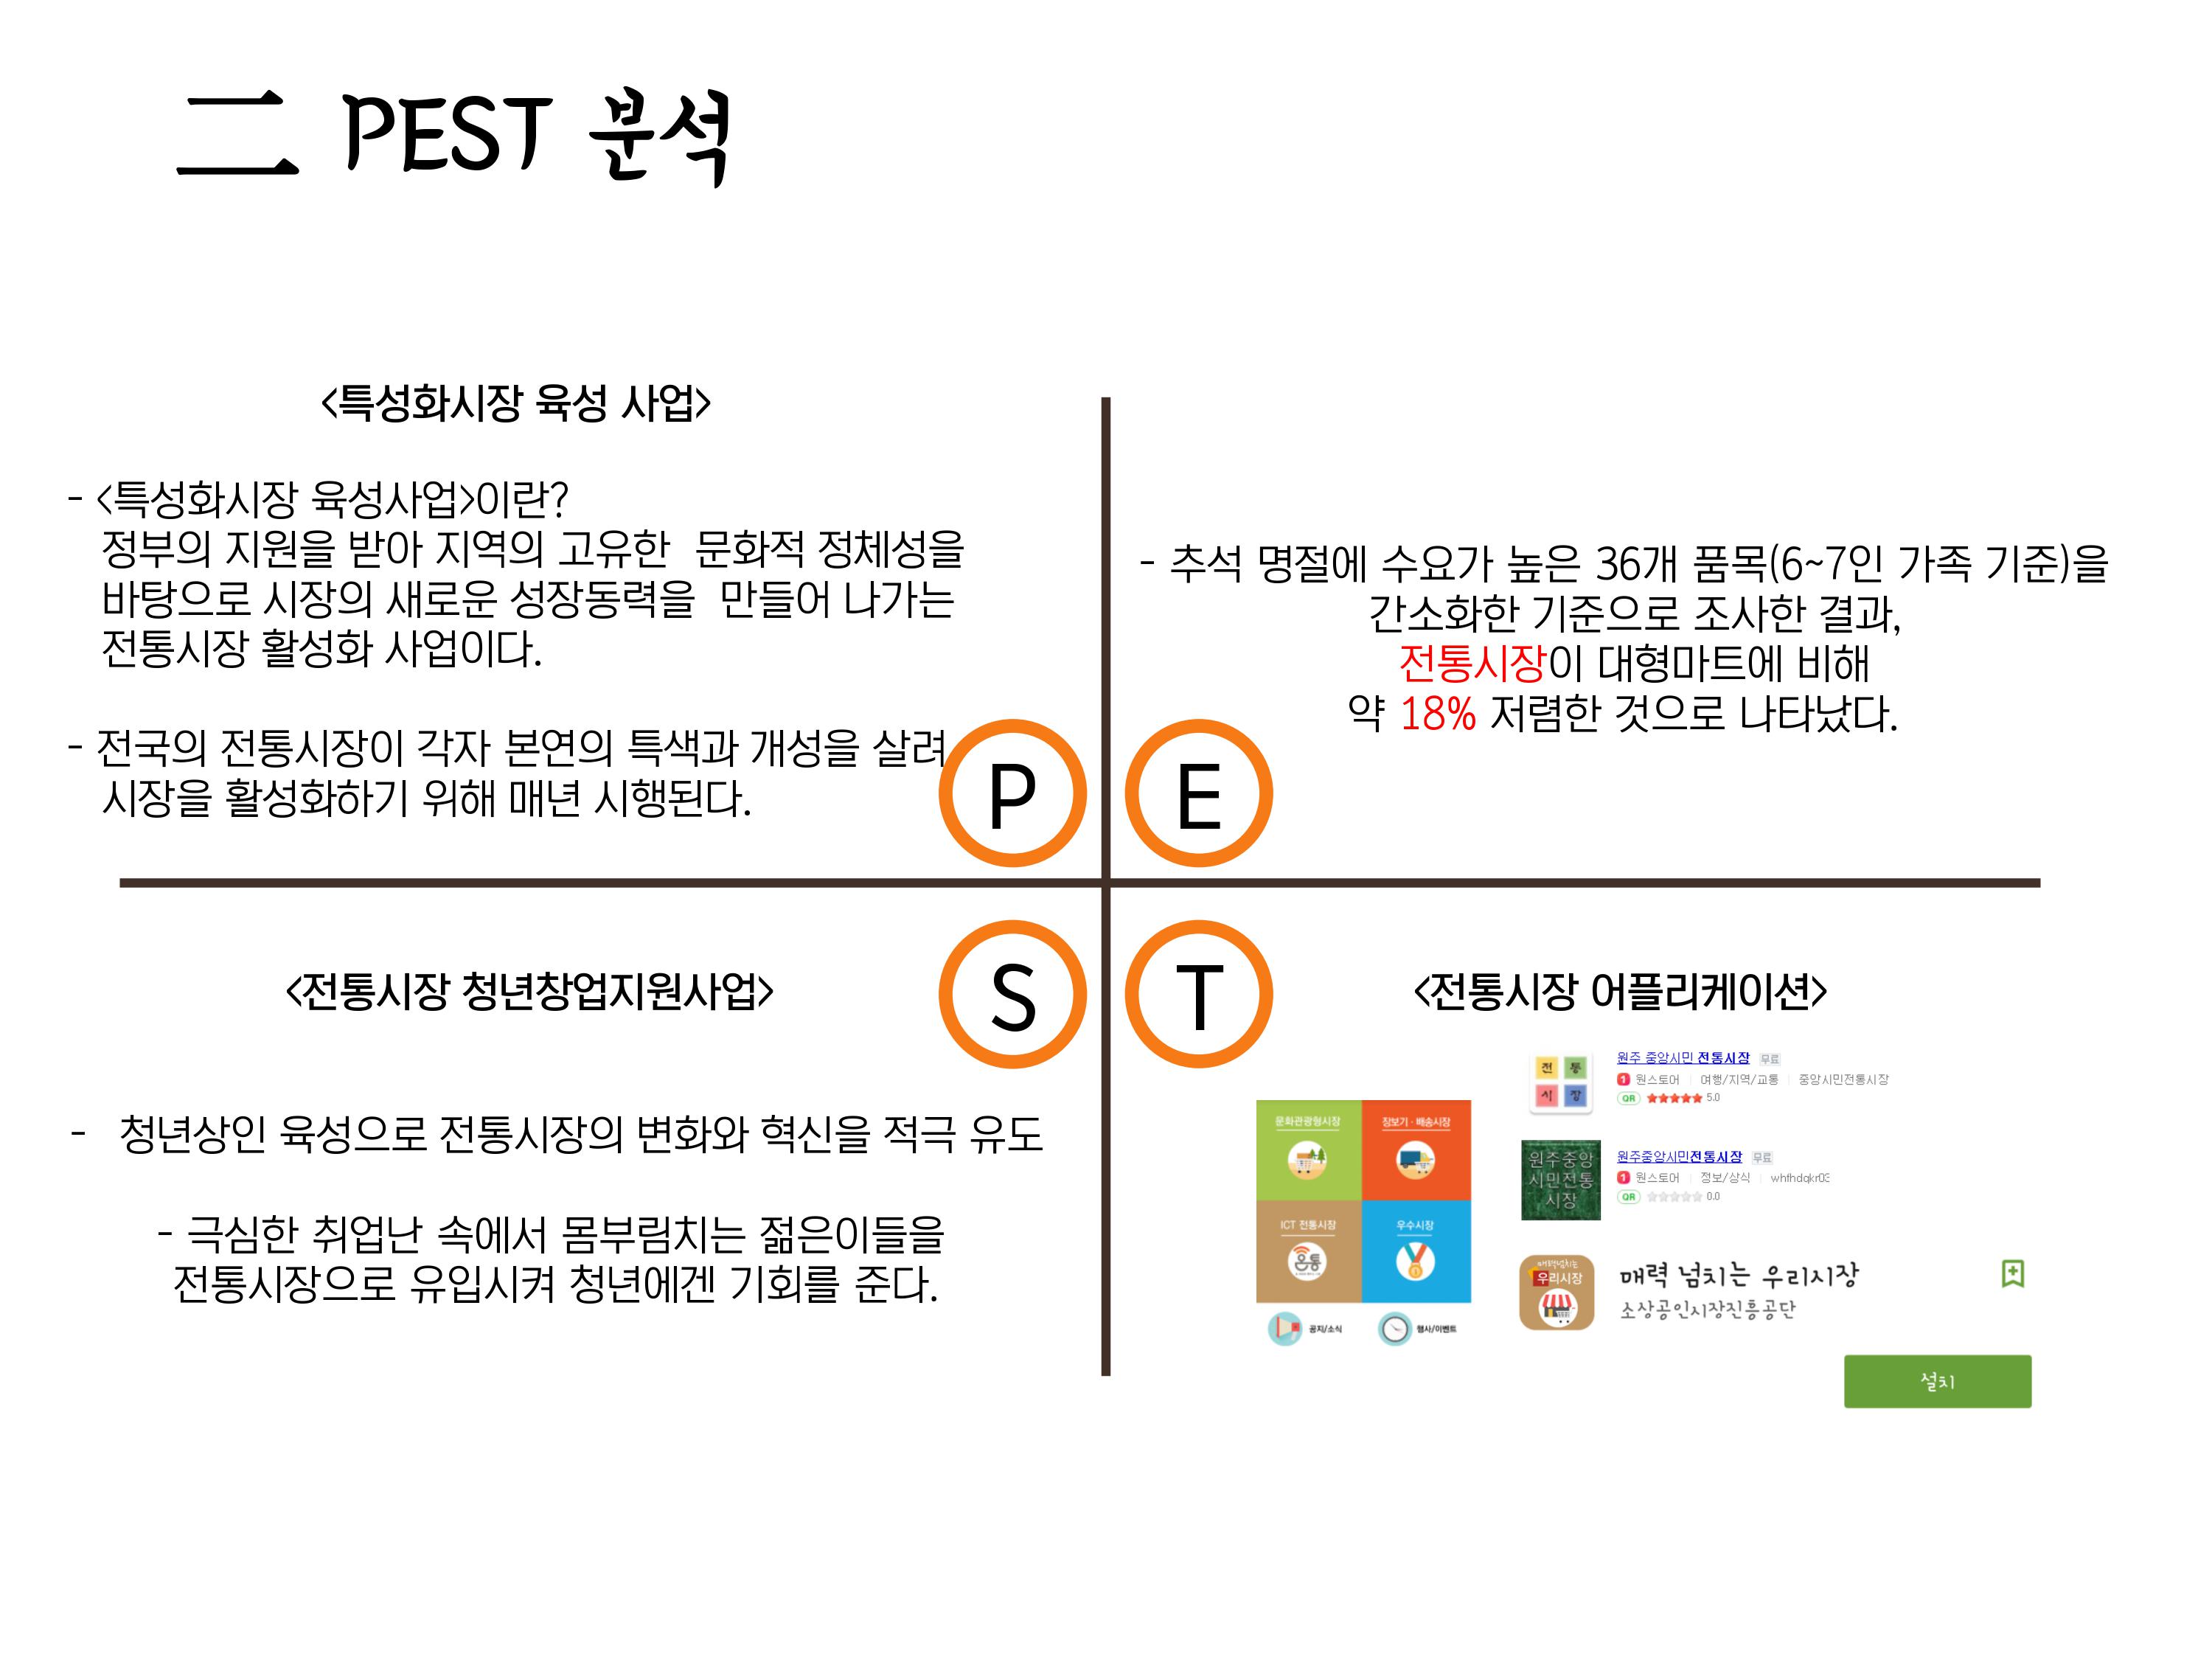 二 PEST 분석
<특성화시장 육성 사업>
- <특성화시장 육성사업>이란?
정부의 지원을 받아 지역의 고유한 문화적 정체성을
바탕으로 시장의 새로운 성장동력을 만들어 나가는
전통시장 활성화 사업이다.
- 전국의 전통시장이 각자 본연의 특색과 개성을 살려
시장을 활성화하기 위해 매년 시행된다.
P
- 추석 명절에 수요가 높은 36개 품목(6~7인 가족 기준)을
간소화한 기준으로 조사한 결과,
전통시장이 대형마트에 비해
약 18% 저렴한 것으로 나타났다.
E
<전통시장 청년창업지원사업>
S
- 청년상인 육성으로 전통시장의 변화와 혁신을 적극 유도
- 극심한 취업난 속에서 몸부림치는 젊은이들을
전통시장으로 유입시켜 청년에겐 기회를 준다.
T
<전통시장 어플리케이션>
문화관광형시장
장보기 · 배송시장
ICT 전통시장
온통
우수시장
공지/소식
행사/이벤트
전 통
시 장
원주 중앙시민 전통시장 무료
1 원스토어 여행/지역/교통 중앙시민전통시장
QR 5.0
원주중앙
시민전통
시장
원주중앙시민전통시장 무료
1 원스토어 정보/상식 whfhdqkr03
QR 0.0
매력넘치는
우리시장
매력 넘치는 우리시장
소상공인시장진흥공단
설치